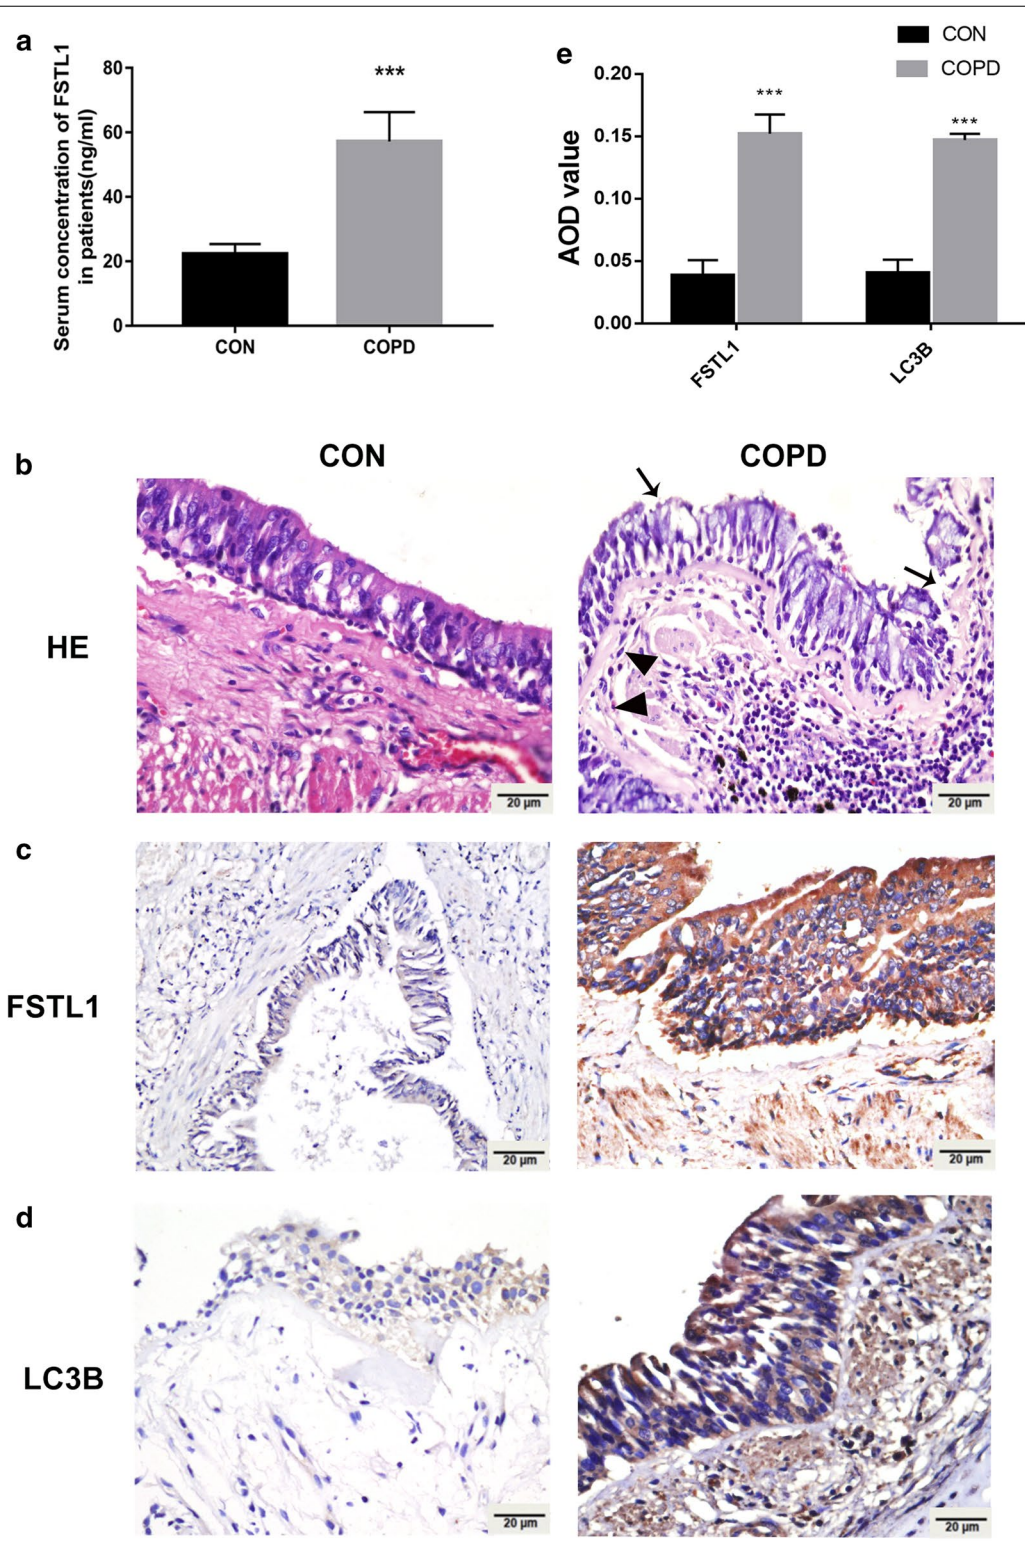 a
Serum concentration of FSTL1
in patients(ng/ml)
80
60
40
20
0
***
CON
COPD
e
CON
COPD
AOD value
0.20
0.15
0.10
0.05
0.00
***
***
FSTL1
LC3B
CON
COPD
b
HE
20 µm
20 µm
c
FSTL1
20 µm
20 µm
d
LC3B
20 µm
20 µm